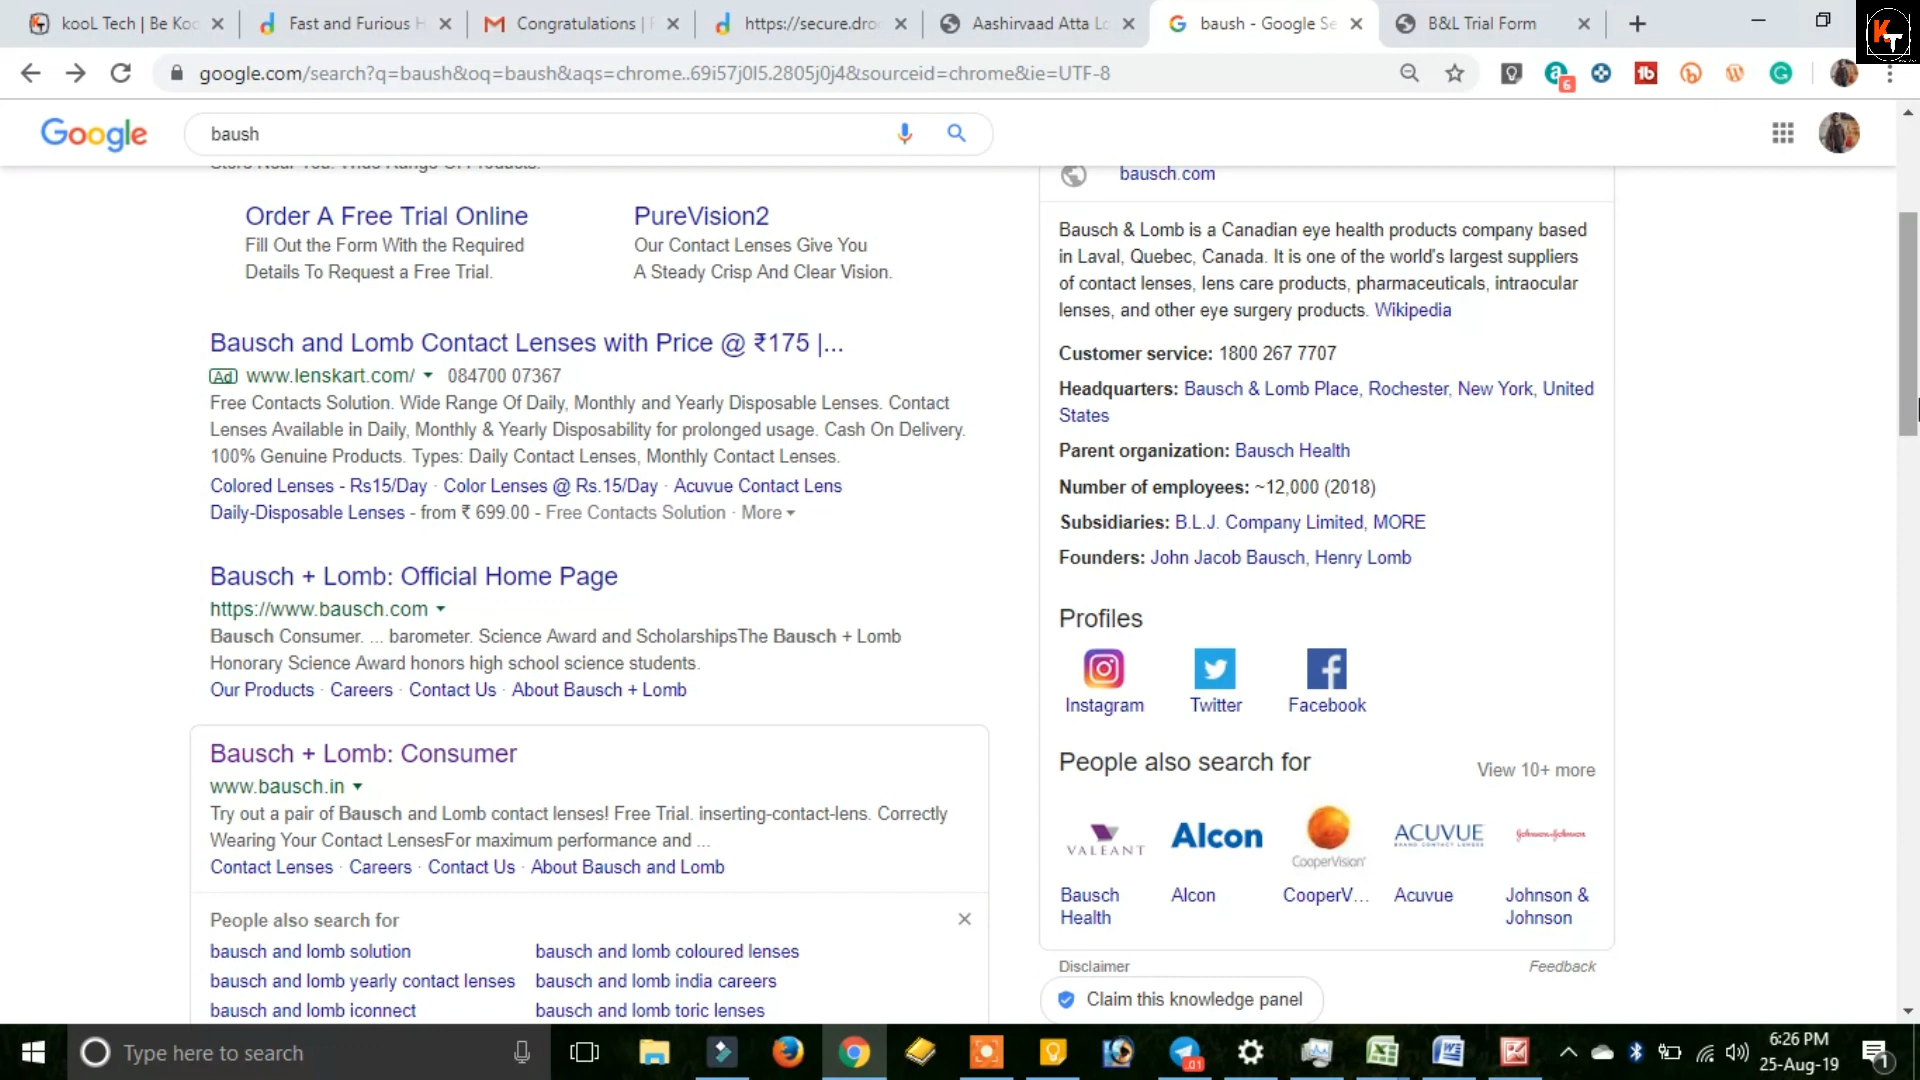 kooL Tech | Be Koo
Fast and Furious H
Congratulations | F
https://secure.dro
Aashirvaad Atta Lo
baush - Google Se
B&L Trial Form
KT
google.com/search?q=baush&oq=baush&aqs=chrome..69i57j0l5.2805j0j4&sourceid=chrome&ie=UTF-8
6
Google
baush
Order A Free Trial Online
Fill Out the Form With the Required
Details To Request a Free Trial.
PureVision2
Our Contact Lenses Give You
A Steady Crisp And Clear Vision.
Bausch and Lomb Contact Lenses with Price @ ₹175 |...
Ad www.lenskart.com/ 084700 07367
Free Contacts Solution. Wide Range Of Daily, Monthly and Yearly Disposable Lenses. Contact
Lenses Available in Daily, Monthly & Yearly Disposability for prolonged usage. Cash On Delivery.
100% Genuine Products. Types: Daily Contact Lenses, Monthly Contact Lenses.
Colored Lenses - Rs15/Day · Color Lenses @ Rs.15/Day · Acuvue Contact Lens
Daily-Disposable Lenses - from ₹ 699.00 - Free Contacts Solution · More
Bausch + Lomb: Official Home Page
https://www.bausch.com
Bausch Consumer. ... barometer. Science Award and ScholarshipsThe Bausch + Lomb
Honorary Science Award honors high school science students.
Our Products · Careers · Contact Us · About Bausch + Lomb
Bausch + Lomb: Consumer
www.bausch.in
Try out a pair of Bausch and Lomb contact lenses! Free Trial. inserting-contact-lens. Correctly
Wearing Your Contact LensesFor maximum performance and ...
Contact Lenses · Careers · Contact Us · About Bausch and Lomb
People also search for
bausch and lomb solution
bausch and lomb coloured lenses
bausch and lomb yearly contact lenses
bausch and lomb india careers
bausch and lomb iconnect
bausch and lomb toric lenses
bausch.com
Bausch & Lomb is a Canadian eye health products company based
in Laval, Quebec, Canada. It is one of the world's largest suppliers
of contact lenses, lens care products, pharmaceuticals, intraocular
lenses, and other eye surgery products. Wikipedia
Customer service: 1800 267 7707
Headquarters: Bausch & Lomb Place, Rochester, New York, United
States
Parent organization: Bausch Health
Number of employees: ~12,000 (2018)
Subsidiaries: B.L.J. Company Limited, MORE
Founders: John Jacob Bausch, Henry Lomb
Profiles
Instagram
Twitter
Facebook
People also search for
View 10+ more
VALEANT
Alcon
CooperVision
ACUVUE
BRAND CONTACT LENSES
Johnson & Johnson
Bausch
Health
Alcon
CooperV...
Acuvue
Johnson &
Johnson
Disclaimer
Feedback
Claim this knowledge panel
Type here to search
01
6:26 PM
25-Aug-19
1